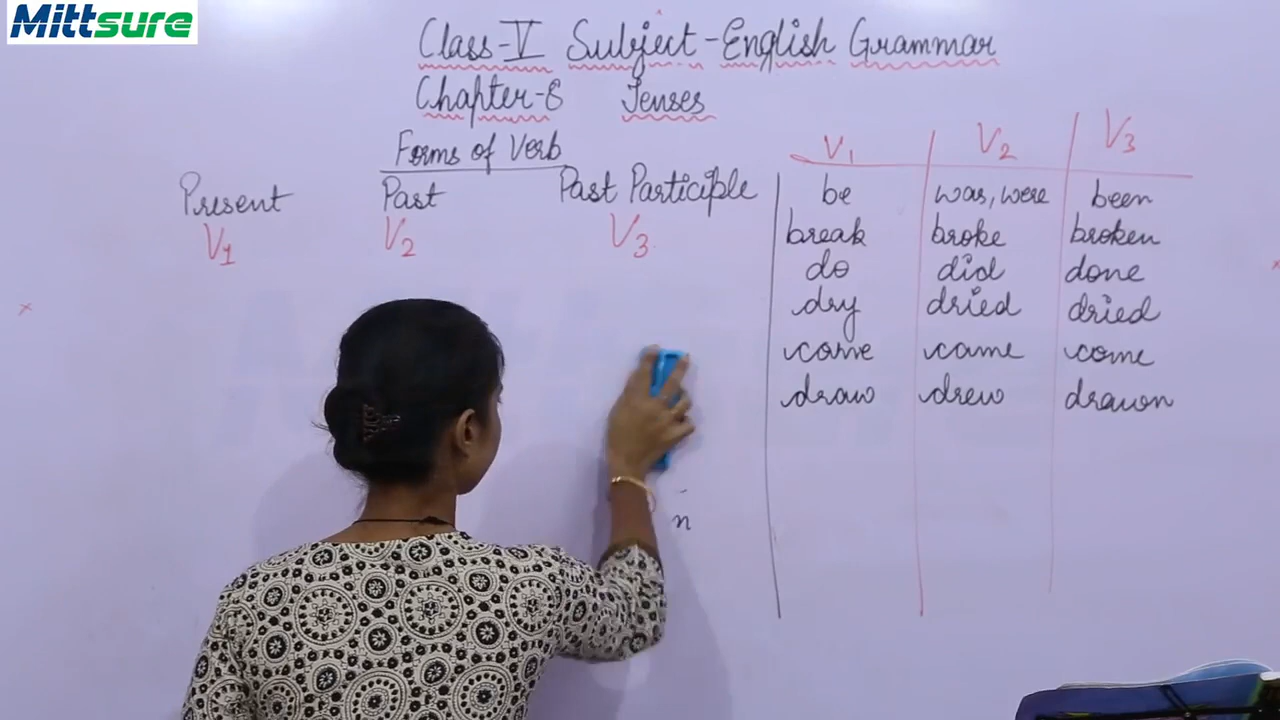 Mittsure
Class-V Subject-English Grammar
Chapter-8 Tenses
Forms of Verb
Present Past Past Participle
V1 V2 V3
n
V1 V2 V3
be was, were been
break broke broken
do did done
dry dried dried
come came come
draw drew drawn